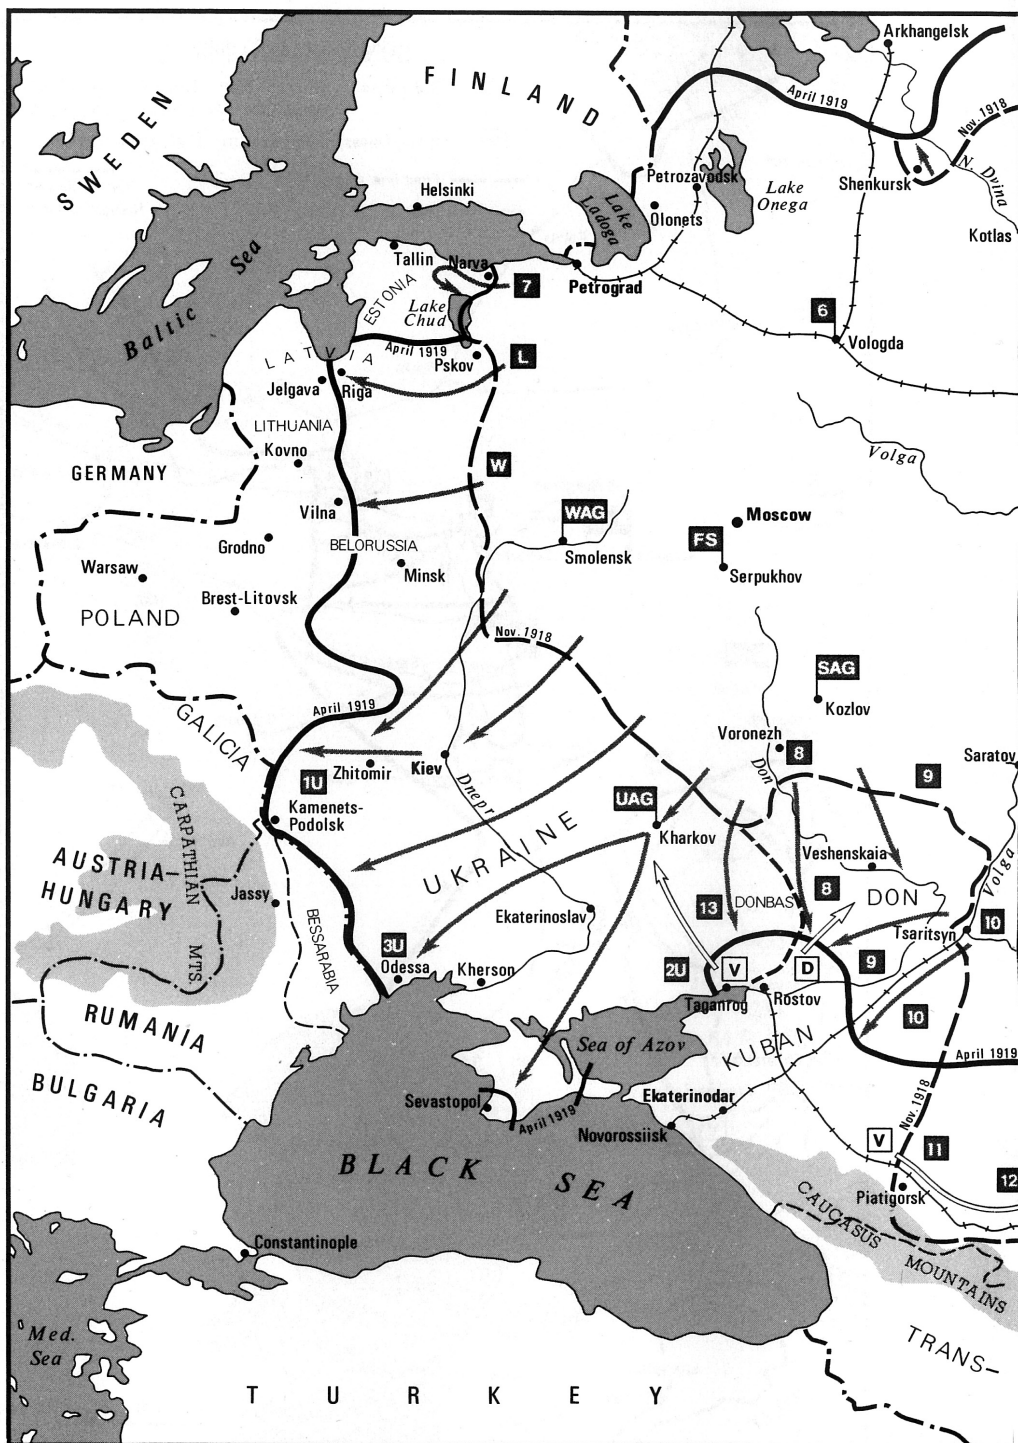 Arkhangelsk
FINLAND
April 1919
Nov. 1918
SWEDEN
N. Dvina
Shenkursk
Petrozavodsk
Lake Onega
Helsinki
Lake Ladoga
Olonets
Kotlas
Tallin
Narva
Baltic Sea
ESTONIA
7
Petrograd
Lake
Chud
6
Vologda
LATVIA
April 1919
Pskov
L
Jelgava
Riga
LITHUANIA
Kovno
Volga
GERMANY
W
Vilna
WAG
Moscow
Grodno
BELORUSSIA
Smolensk
FS
Warsaw
Minsk
Serpukhov
Brest-Litovsk
POLAND
Nov. 1918
SAG
April 1919
Kozlov
GALICIA
Voronezh
8
Don
Saratov
Zhitomir
Kiev
9
1U
Dnepr
CARPATHIAN
MTS.
Kamenets-
Podolsk
UAG
Kharkov
UKRAINE
Veshenskaia
Volga
AUSTRIA-
HUNGARY
Jassy
8
DON
13
DONBAS
BESSARABIA
Ekaterinoslav
Tsaritsyn
10
3U
Odessa
Kherson
2U
V
D
9
Taganrog
Rostov
RUMANIA
10
Sea of Azov
KUBAN
April 1919
BULGARIA
Sevastopol
April 1919
Ekaterinodar
Nov. 1918
Novorossiisk
BLACK SEA
V
11
12
Piatigorsk
CAUCASUS
MOUNTAINS
Constantinople
Med.
Sea
TRANS-
TURKEY